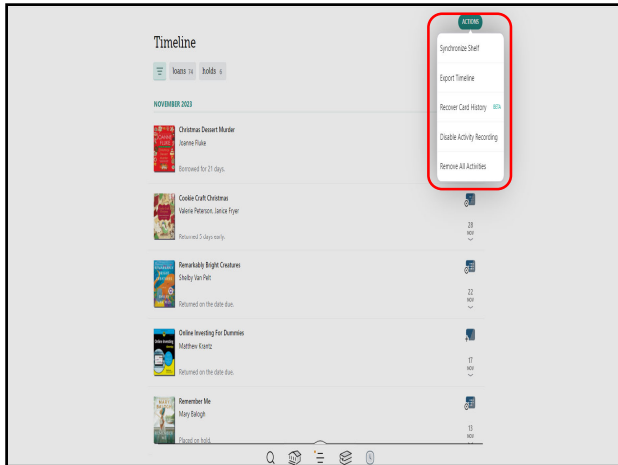 ACTIONS
Timeline
Synchronize Shelf
loans 74 holds 6
Export Timeline
NOVEMBER 2023
Recover Card History BETA
Christmas Dessert Murder
Joanne Fluke
Disable Activity Recording
Borrowed for 21 days.
Remove All Activities
Cookie Craft Christmas
Valerie Peterson, Janice Fryer
Returned 5 days early.
28
NOV
Remarkably Bright Creatures
Shelby Van Pelt
Returned on the date due.
22
NOV
Online Investing For Dummies
Matthew Krantz
Returned on the date due.
17
NOV
Remember Me
Mary Balogh
Placed on hold.
13
NOV